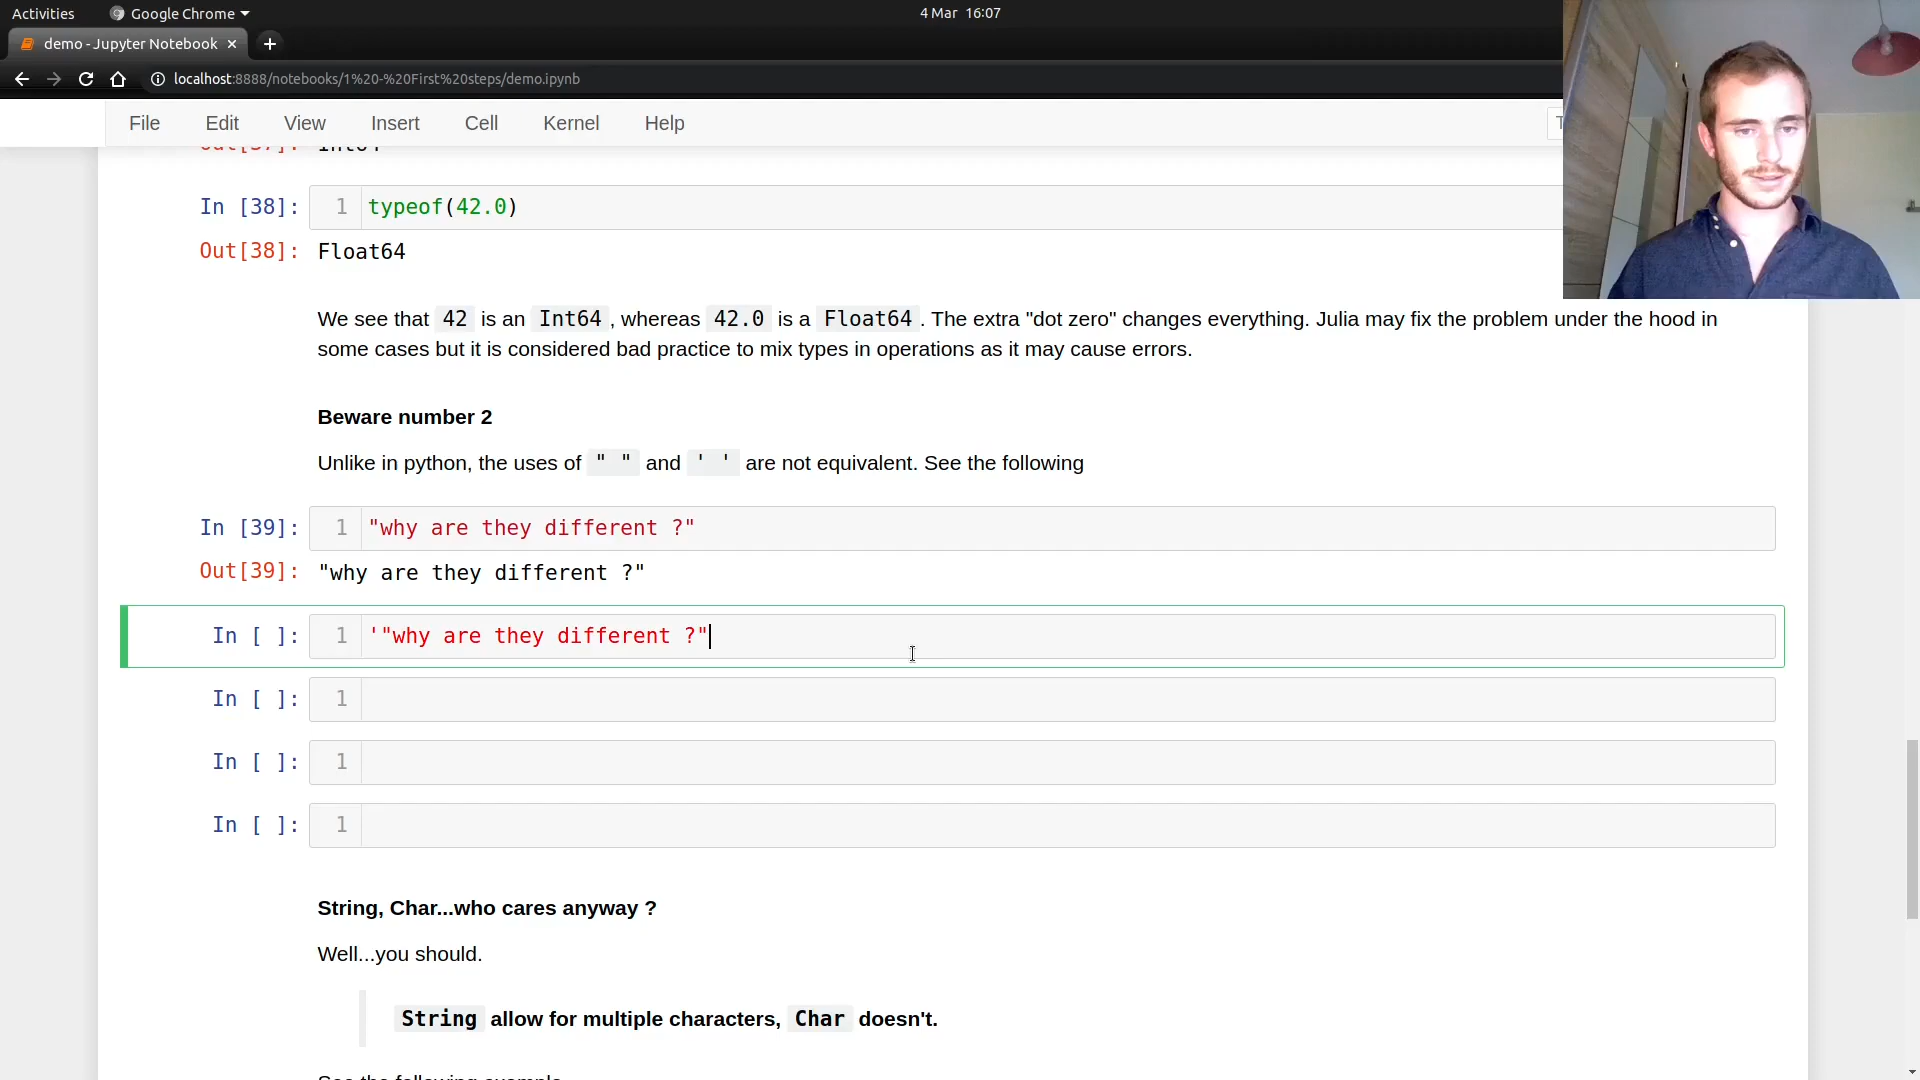 Activities Google Chrome 4 Mar 16:07
demo - Jupyter Notebook
localhost:8888/notebooks/1%20-%20First%20steps/demo.ipynb
File Edit View Insert Cell Kernel Help T
Out[37]: Int64
In [38]: 1 typeof(42.0)
Out[38]: Float64
We see that 42 is an Int64 , whereas 42.0 is a Float64 . The extra "dot zero" changes everything. Julia may fix the problem under the hood in
some cases but it is considered bad practice to mix types in operations as it may cause errors.
Beware number 2
Unlike in python, the uses of " " and ' ' are not equivalent. See the following
In [39]: 1 "why are they different ?"
Out[39]: "why are they different ?"
In [ ]: 1 '"why are they different ?"
In [ ]: 1
In [ ]: 1
In [ ]: 1
String, Char...who cares anyway ?
Well...you should.
String allow for multiple characters, Char doesn't.
See the following example